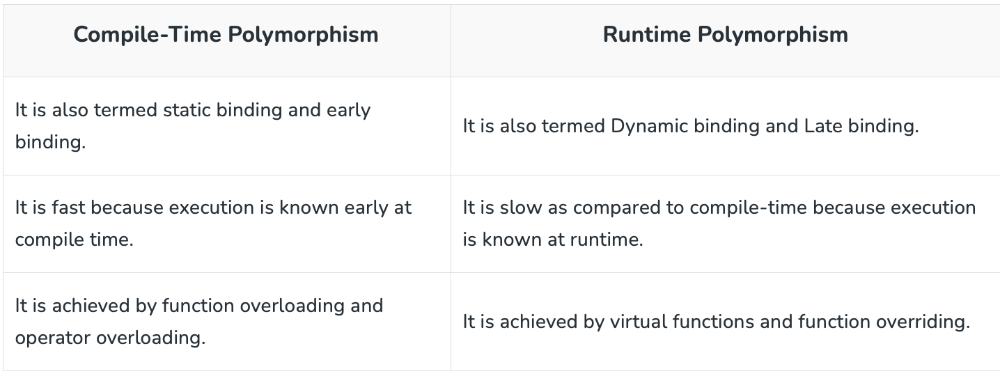 Compile-Time Polymorphism
Runtime Polymorphism
It is also termed static binding and early
binding.
It is also termed Dynamic binding and Late binding.
It is fast because execution is known early at
compile time.
It is slow as compared to compile-time because execution
is known at runtime.
It is achieved by function overloading and
operator overloading.
It is achieved by virtual functions and function overriding.